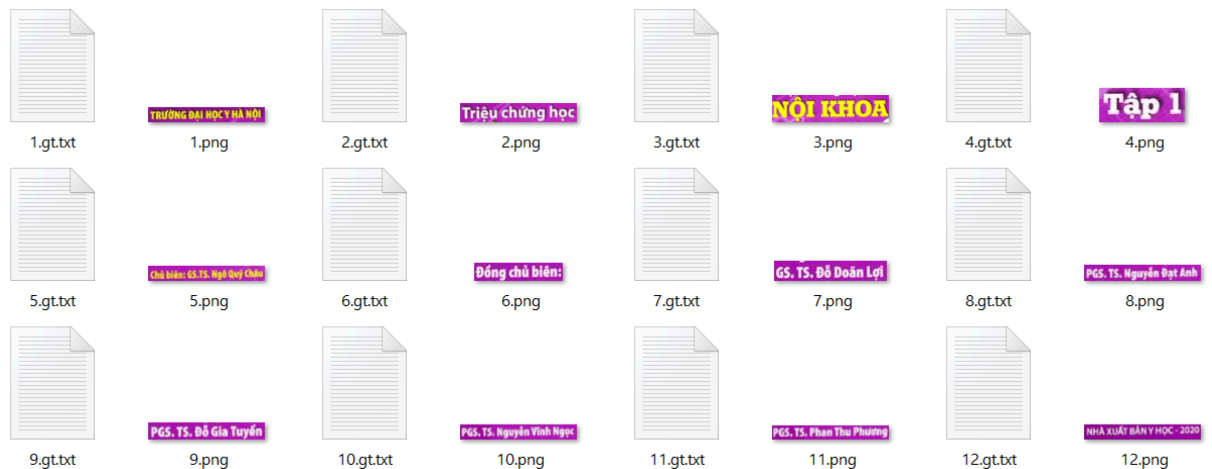 TRƯỜNG ĐẠI HỌC Y HÀ NỘI
Triệu chứng học
NỘI KHOA
Tập 1
1.gt.txt
1.png
2.gt.txt
2.png
3.gt.txt
3.png
4.gt.txt
4.png
Chủ biên: GS.TS. Ngô Quý Châu
Đồng chủ biên:
GS. TS. Đỗ Doãn Lợi
PGS. TS. Nguyễn Đạt Anh
5.gt.txt
5.png
6.gt.txt
6.png
7.gt.txt
7.png
8.gt.txt
8.png
PGS. TS. Đỗ Gia Tuyển
PGS. TS. Nguyễn Vĩnh Ngọc
PGS. TS. Phan Thu Phương
NHÀ XUẤT BẢN Y HỌC - 2020
9.gt.txt
9.png
10.gt.txt
10.png
11.gt.txt
11.png
12.gt.txt
12.png